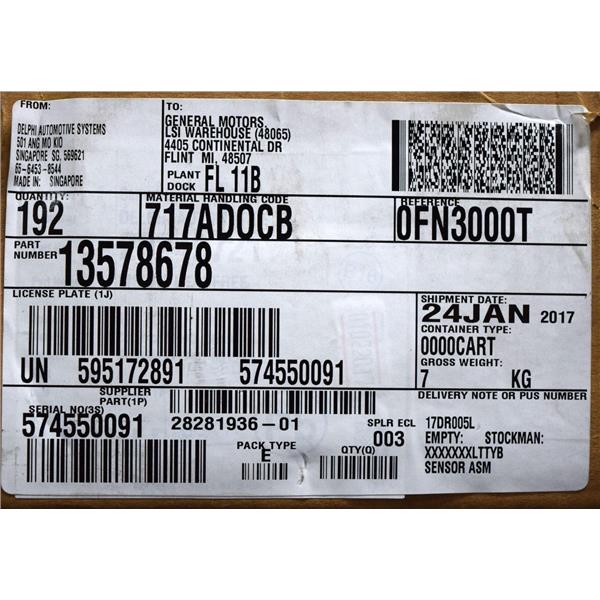 FROM:
DELPHI AUTOMOTIVE SYSTEMS
501 ANG MO KIO
SINGAPORE SG. 569621
65-6453-8544
MADE IN: SINGAPORE
TO:
GENERAL MOTORS
LSI WAREHOUSE (48065)
4405 CONTINENTAL DR
FLINT MI, 48507
PLANT DOCK FL 11B
QUANTITY:
192
MATERIAL HANDLING CODE
717ADOCB
REFERENCE
0FN3000T
PART NUMBER 13578678
LICENSE PLATE (1J)
UN 595172891 574550091
SHIPMENT DATE:
24JAN 2017
CONTAINER TYPE:
0000CART
GROSS WEIGHT:
7 KG
SUPPLIER PART(1P)
28281936-01
SERIAL NO(3S)
574550091
PACK TYPE
E
SPLR ECL
003
QTY(Q)
DELIVERY NOTE OR PUS NUMBER
17DR005L
EMPTY: STOCKMAN:
XXXXXXXLTTYB
SENSOR ASM